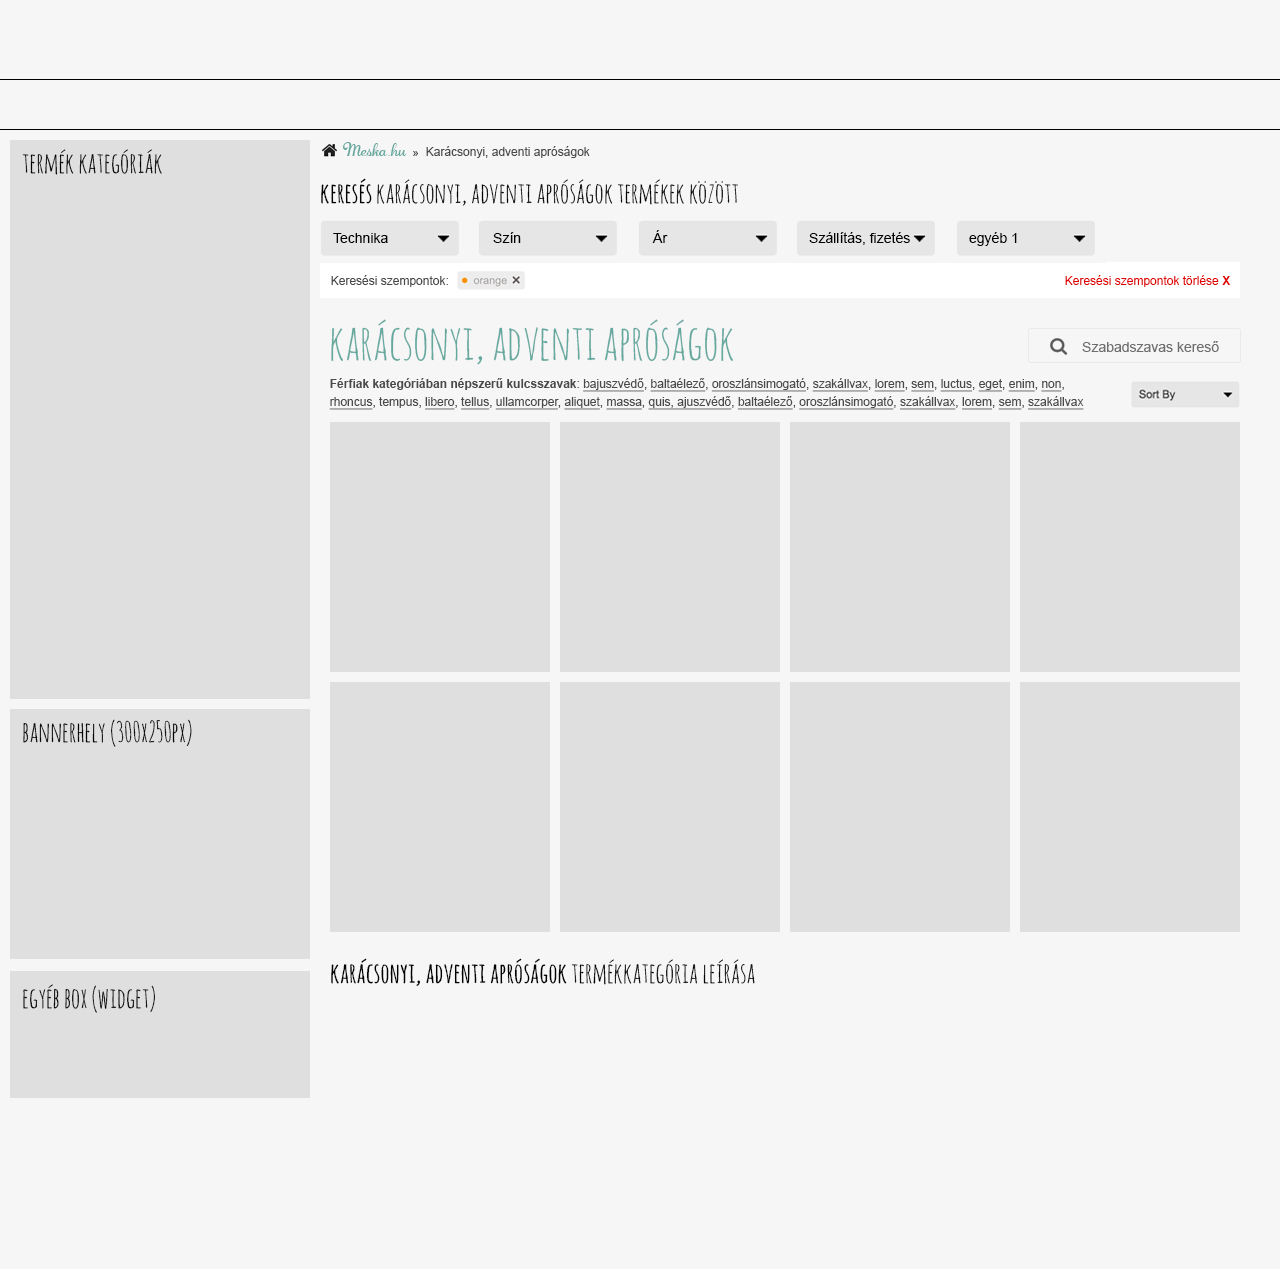 TERMÉK KATEGÓRIÁK
Meska.hu » Karácsonyi, adventi apróságok
KERESÉS KARÁCSONYI, ADVENTI APRÓSÁGOK TERMÉKEK KÖZÖTT
Technika Szín Ár Szállítás, fizetés egyéb 1
Keresési szempontok: orange × Keresési szempontok törlése X
KARÁCSONYI, ADVENTI APRÓSÁGOK
Szabadszavas kereső
Férfiak kategóriában népszerű kulcsszavak: bajuszvédő, baltaélező, oroszlánsimogató, szakállvax, lorem, sem, luctus, eget, enim, non,
rhoncus, tempus, libero, tellus, ullamcorper, aliquet, massa, quis, ajuszvédő, baltaélező, oroszlánsimogató, szakállvax, lorem, sem, szakállvax
Sort By
BANNERHELY (300X250PX)
KARÁCSONYI, ADVENTI APRÓSÁGOK TERMÉKKATEGÓRIA LEÍRÁSA
EGYÉB BOX (WIDGET)